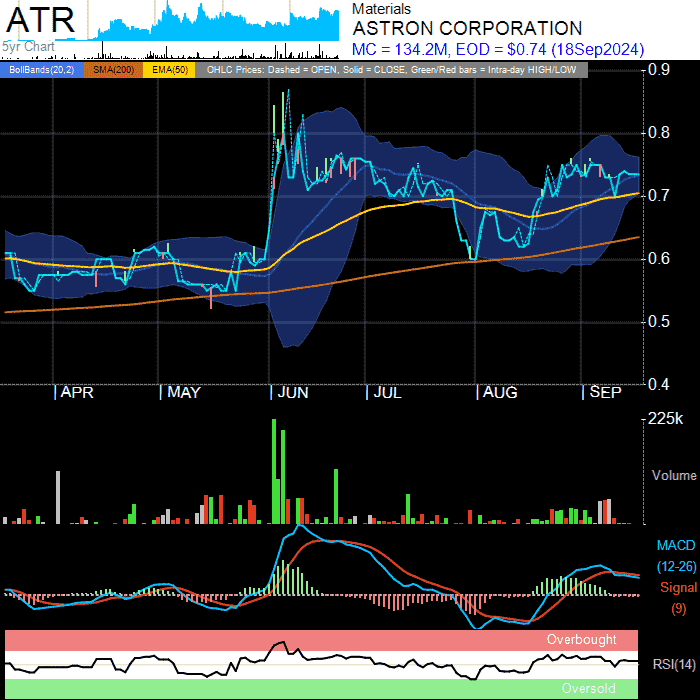 ATR
5yr Chart
Materials
ASTRON CORPORATION
MC = 134.2M, EOD = $0.74 (18Sep2024)
BollBands(20,2) SMA(200) EMA(50) OHLC Prices: Dashed = OPEN, Solid = CLOSE, Green/Red bars = Intra-day HIGH/LOW
0.9
0.8
0.7
0.6
0.5
0.4
APR MAY JUN JUL AUG SEP
225k
Volume
MACD
(12-26)
Signal
(9)
Overbought
RSI(14)
Oversold